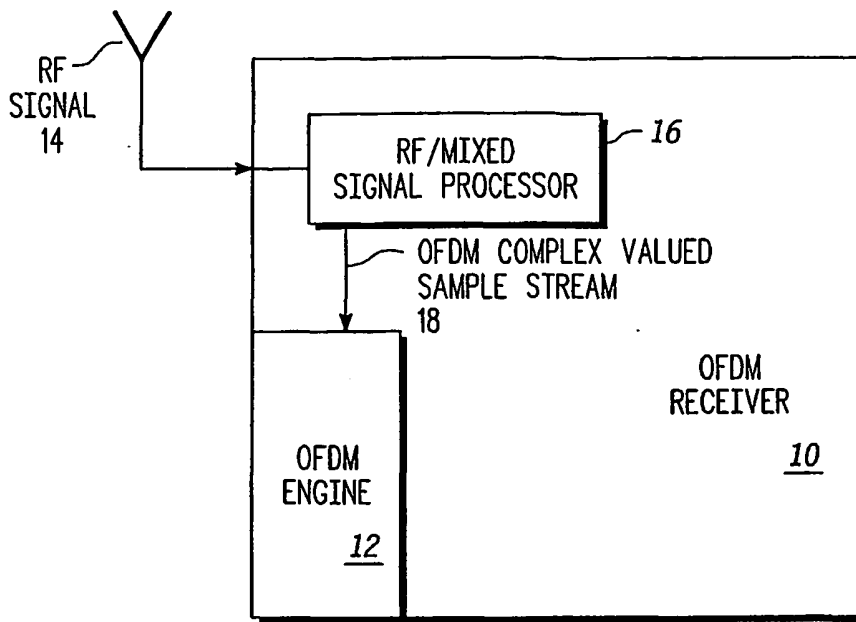 RF
SIGNAL
14
RF/MIXED
SIGNAL PROCESSOR
16
OFDM COMPLEX VALUED
SAMPLE STREAM
18
OFDM
RECEIVER
10
OFDM
ENGINE
12